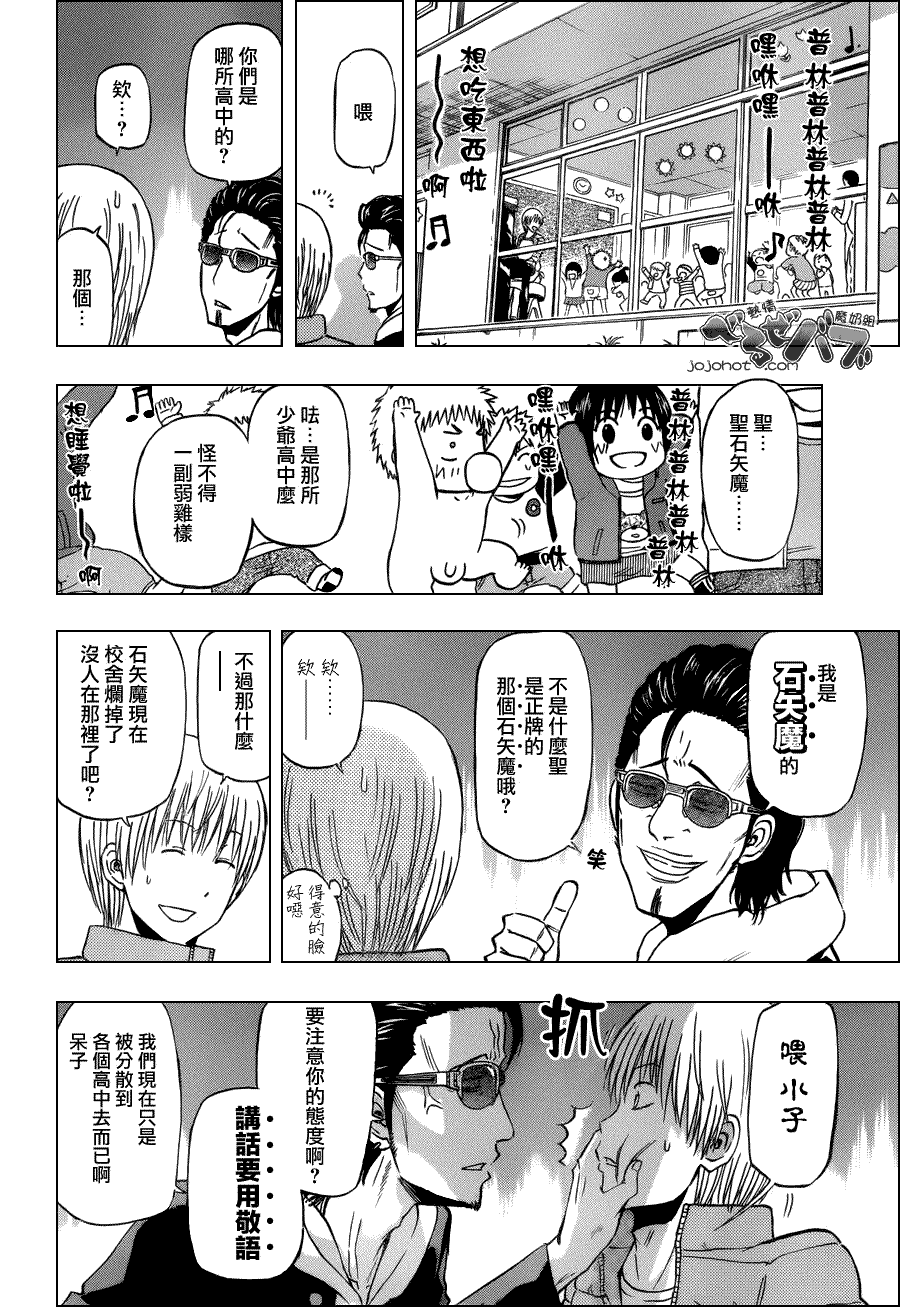 普林普林普林普林
嘿咻嘿——咻
想吃東西啦
——啊
熱情
魔奶組
べるぜバブ
jojohot
.com
喂
你們是
哪所高中的?
欸…?
那個…
聖…
聖石矢魔……
普林普林普林
普林
嘿咻嘿——咻
呿…是那所
少爺高中麼
怪不得
一副弱雞樣
想睡覺啦——啊
我是
石矢魔的
不是什麼聖
是正牌的
那個石矢魔哦?
笑
欸…
欸——
得意的臉
好噁
不過那什麼
——
石矢魔現在
校舍爛掉了
沒人在那裡了吧?
喂小子
抓
要注意你的態度啊?
講話要用敬語
我們現在只是
被分散到
各個高中去而已啊
呆子